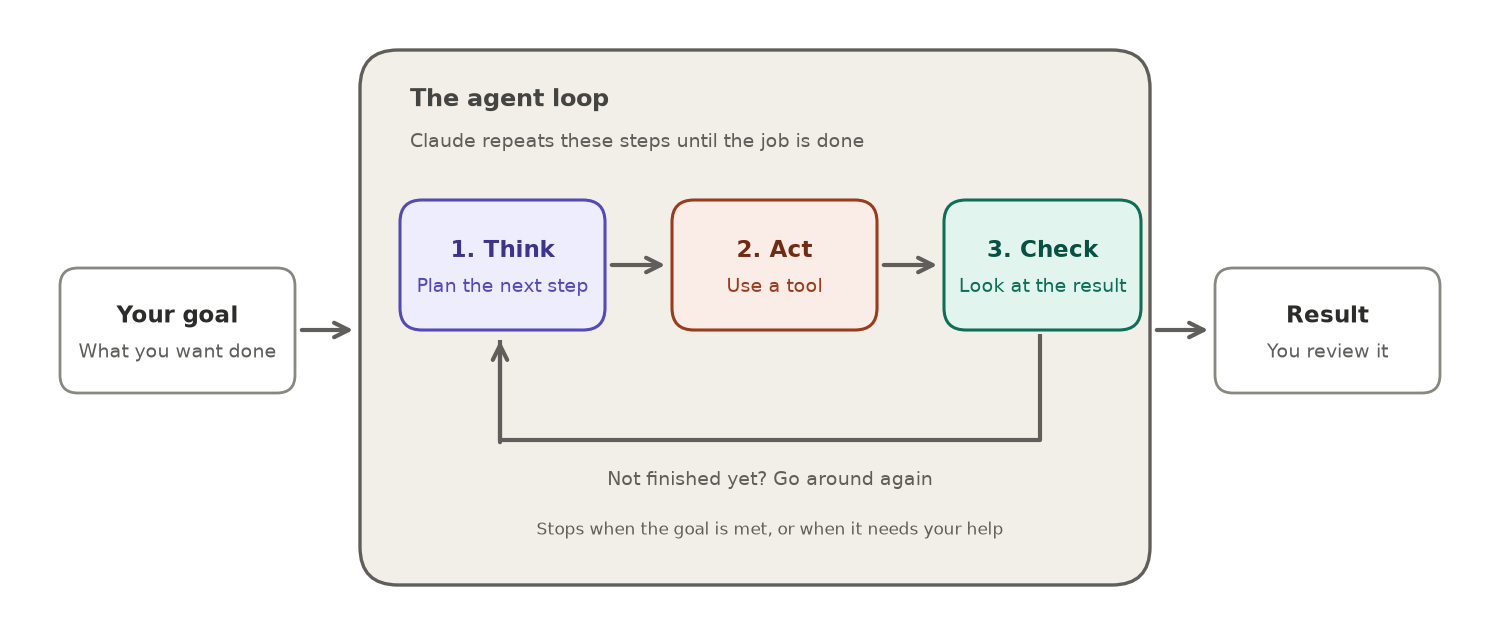 The agent loop
Claude repeats these steps until the job is done
Your goal
What you want done
1. Think
Plan the next step
2. Act
Use a tool
3. Check
Look at the result
Not finished yet? Go around again
Stops when the goal is met, or when it needs your help
Result
You review it